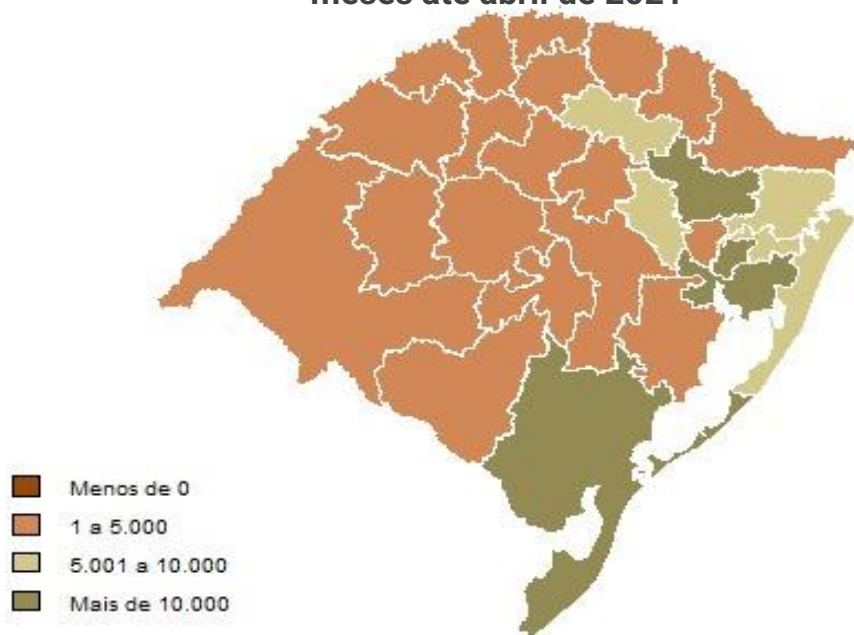 meses até abril de 2021
Menos de 0
1 a 5.000
5.001 a 10.000
Mais de 10.000